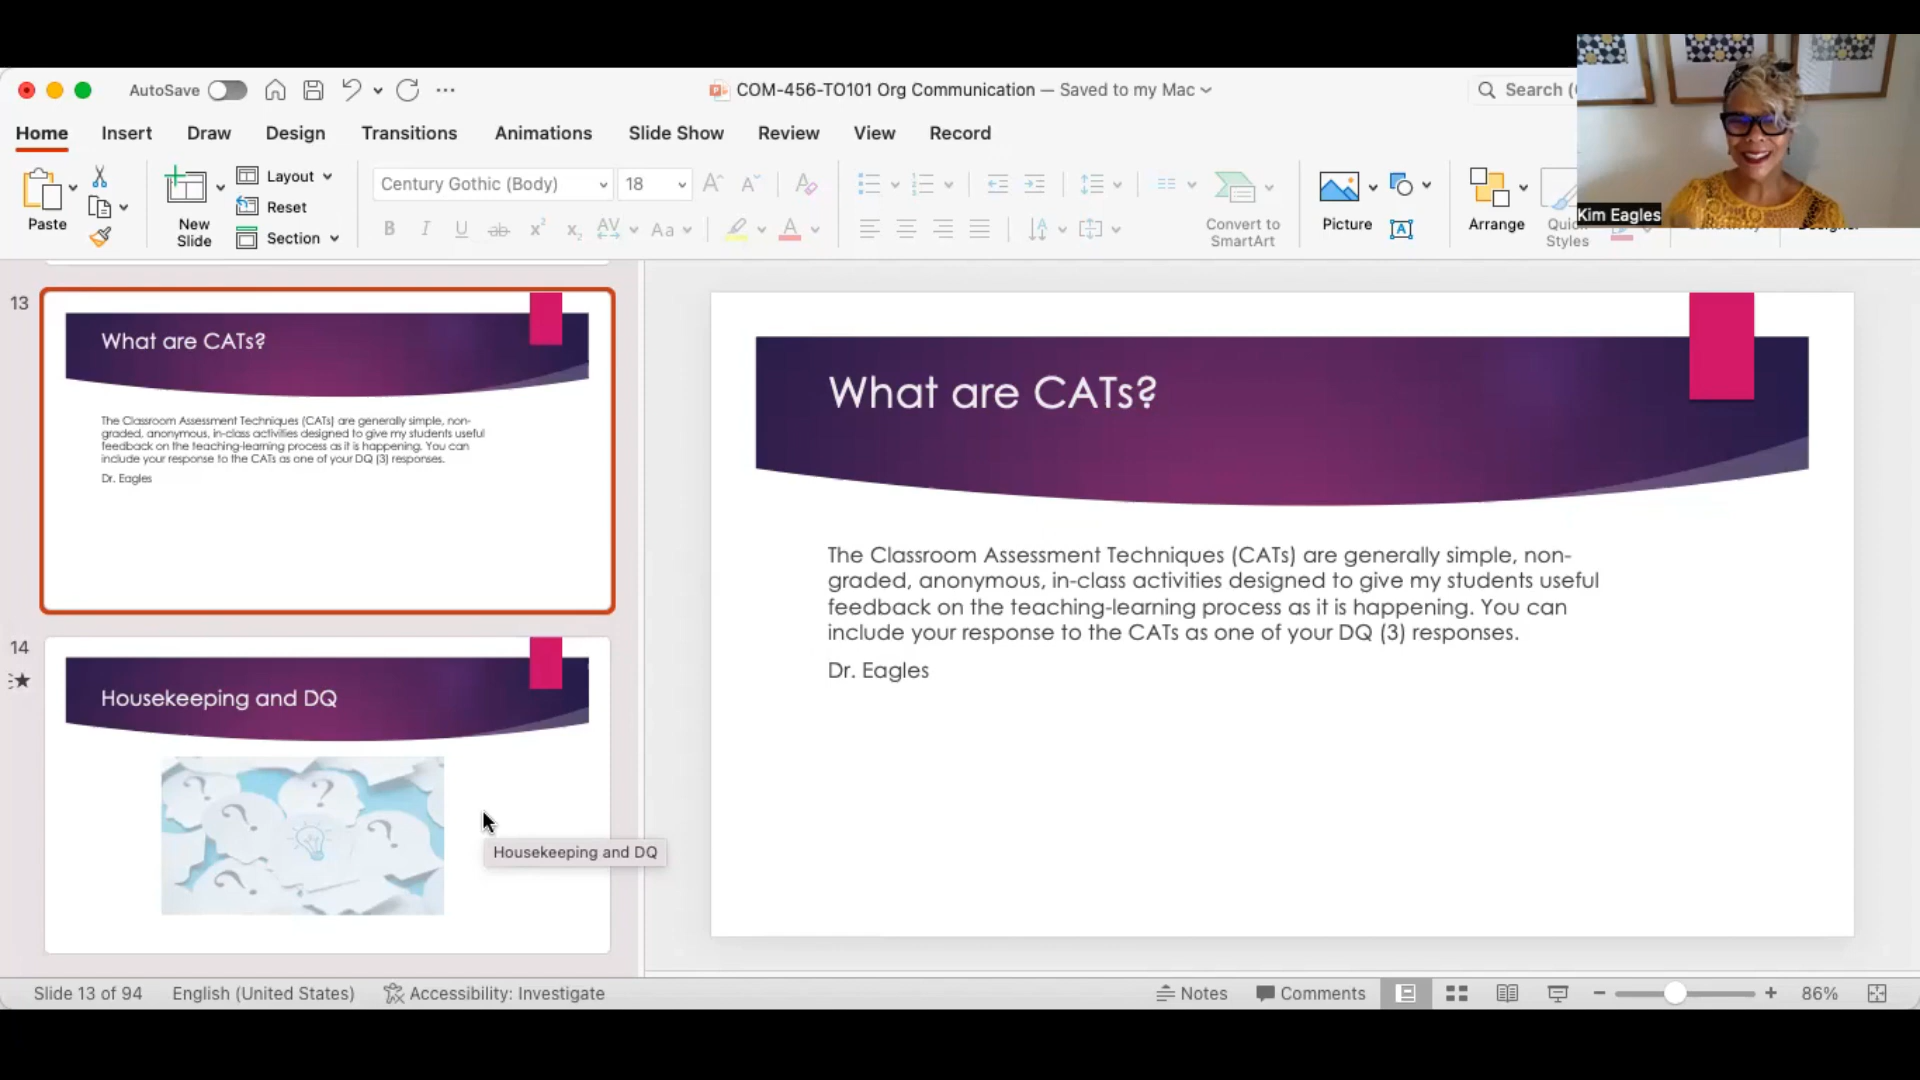 AutoSave
COM-456-TO101 Org Communication — Saved to my Mac
Search (
Home Insert Draw Design Transitions Animations Slide Show Review View Record
Paste
New
Slide
Layout
Reset
Section
Century Gothic (Body)
18
Convert to
SmartArt
Picture
Arrange
Quick
Styles
Kim Eagles
13
What are CATs?
The Classroom Assessment Techniques (CATs) are generally simple, non-
graded, anonymous, in-class activities designed to give my students useful
feedback on the teaching-learning process as it is happening. You can
include your response to the CATs as one of your DQ (3) responses.
Dr. Eagles
14
Housekeeping and DQ
Housekeeping and DQ
What are CATs?
The Classroom Assessment Techniques (CATs) are generally simple, non-
graded, anonymous, in-class activities designed to give my students useful
feedback on the teaching-learning process as it is happening. You can
include your response to the CATs as one of your DQ (3) responses.
Dr. Eagles
Slide 13 of 94 English (United States) Accessibility: Investigate Notes Comments 86%